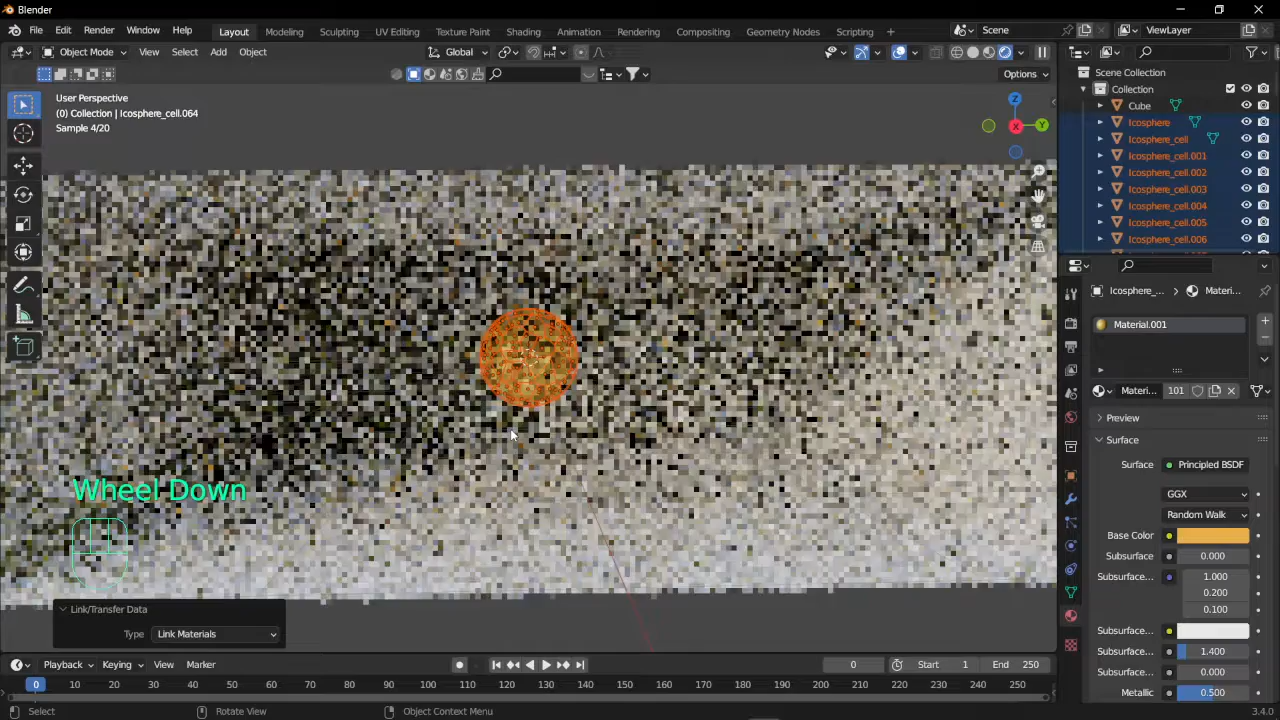 Blender
File Edit Render Window Help Layout Modeling Sculpting UV Editing Texture Paint Shading Animation Rendering Compositing Geometry Nodes Scripting + Scene ViewLayer
Object Mode View Select Add Object Global
Options
User Perspective
(0) Collection | Icosphere_cell.064
Sample 4/20
Z
X
Y
Scene Collection
Collection
Cube
Icosphere
Icosphere_cell
Icosphere_cell.001
Icosphere_cell.002
Icosphere_cell.003
Icosphere_cell.004
Icosphere_cell.005
Icosphere_cell.006
Icosphere_... > Materi...
Material.001
Materi... 101
Preview
Surface
Surface Principled BSDF
GGX
Random Walk
Base Color
Subsurface 0.000
Subsurface... 1.000
0.200
0.100
Subsurface...
Subsurface... 1.400
Subsurface... 0.000
Metallic 0.500
Wheel Down
Link/Transfer Data
Type Link Materials
Playback Keying View Marker 0 Start 1 End 250
0 10 20 30 40 50 60 70 80 90 100 110 120 130 140 150 160 170 180 190 200 210 220 230 240 250
Select Rotate View Object Context Menu 3.4.0